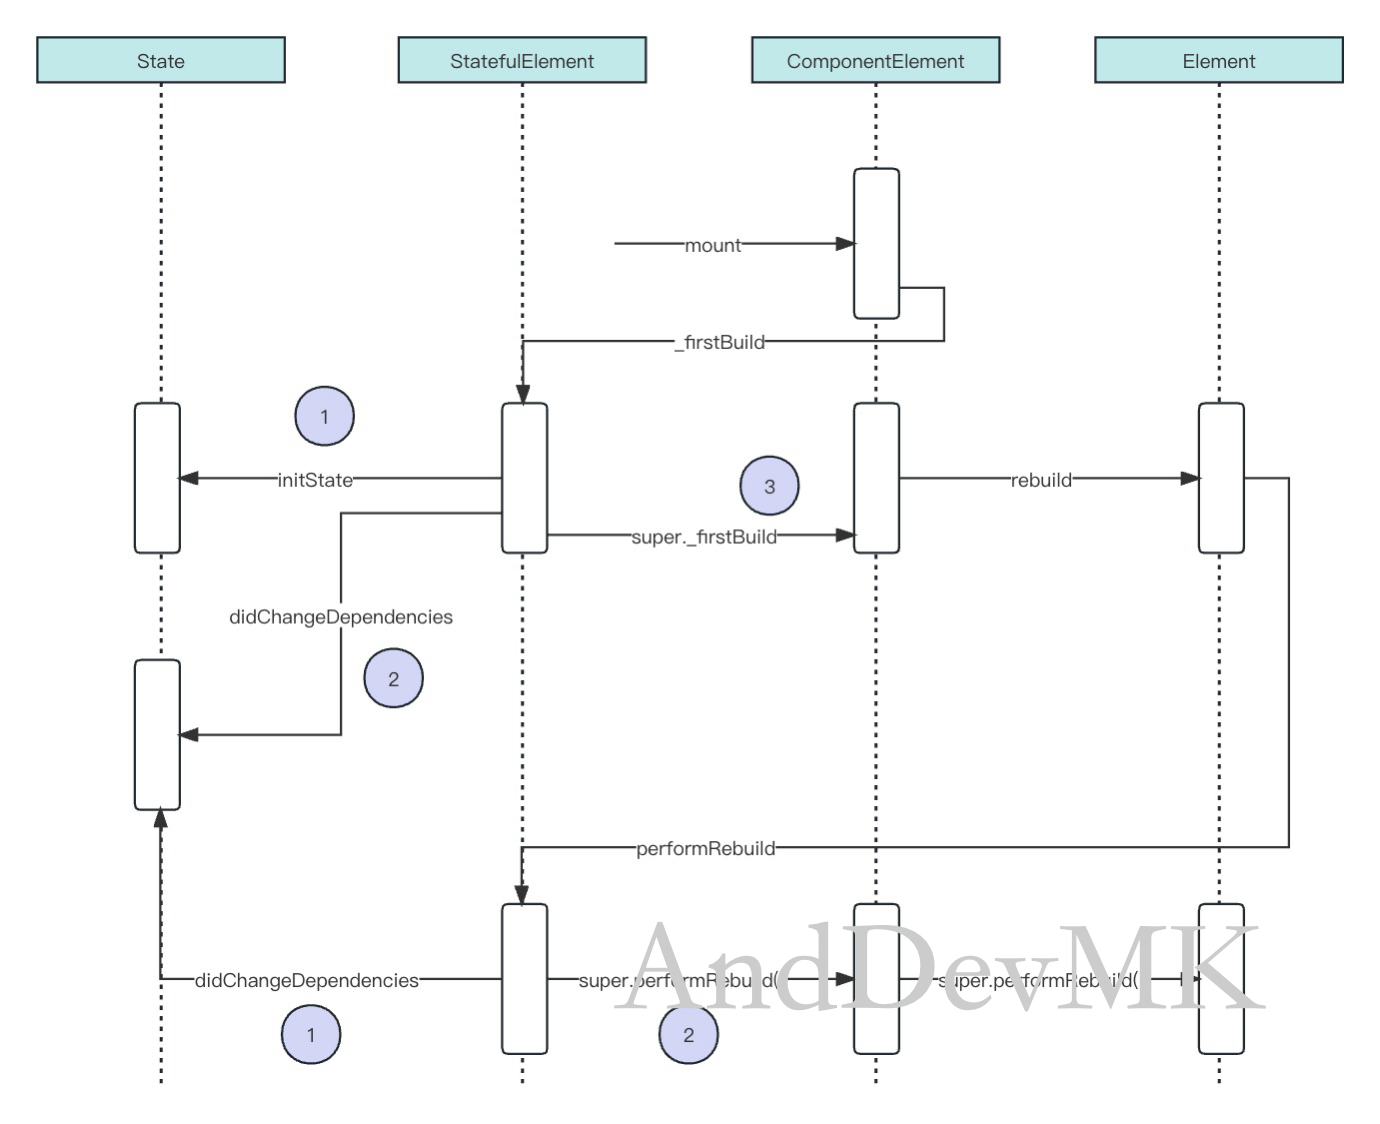 State
StatefulElement
ComponentElement
Element
mount
_firstBuild
1
initState
3
rebuild
super._firstBuild
didChangeDependencies
2
performRebuild
didChangeDependencies
super.performRebuild(
super.performRebuild(
AndDevMK
1
2